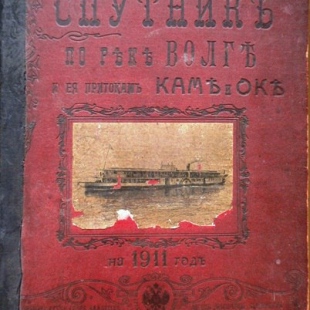 СПУТНИКЪ
ПО РѢКѢ ВОЛГѢ
И ЕЯ ПРИТОКАМЪ КАМѢ И ОКѢ
на 1911 годъ